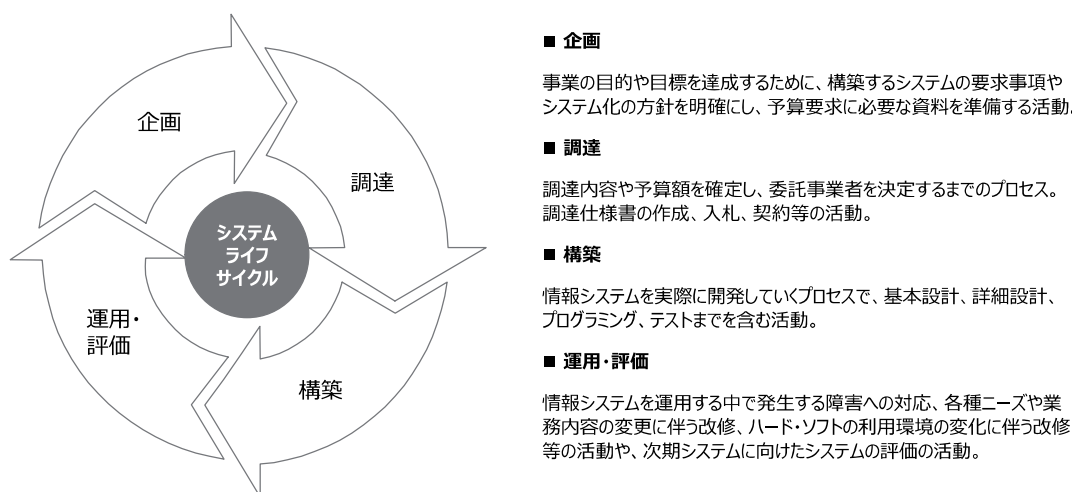 企画
調達
システム
ライフ
サイクル
運用・
評価
構築
■ 企画
事業の目的や目標を達成するために、構築するシステムの要求事項や
システム化の方針を明確にし、予算要求に必要な資料を準備する活動。
■ 調達
調達内容や予算額を確定し、委託事業者を決定するまでのプロセス。
調達仕様書の作成、入札、契約等の活動。
■ 構築
情報システムを実際に開発していくプロセスで、基本設計、詳細設計、
プログラミング、テストまでを含む活動。
■ 運用・評価
情報システムを運用する中で発生する障害への対応、各種ニーズや業
務内容の変更に伴う改修、ハード・ソフトの利用環境の変化に伴う改修
等の活動や、次期システムに向けたシステムの評価の活動。